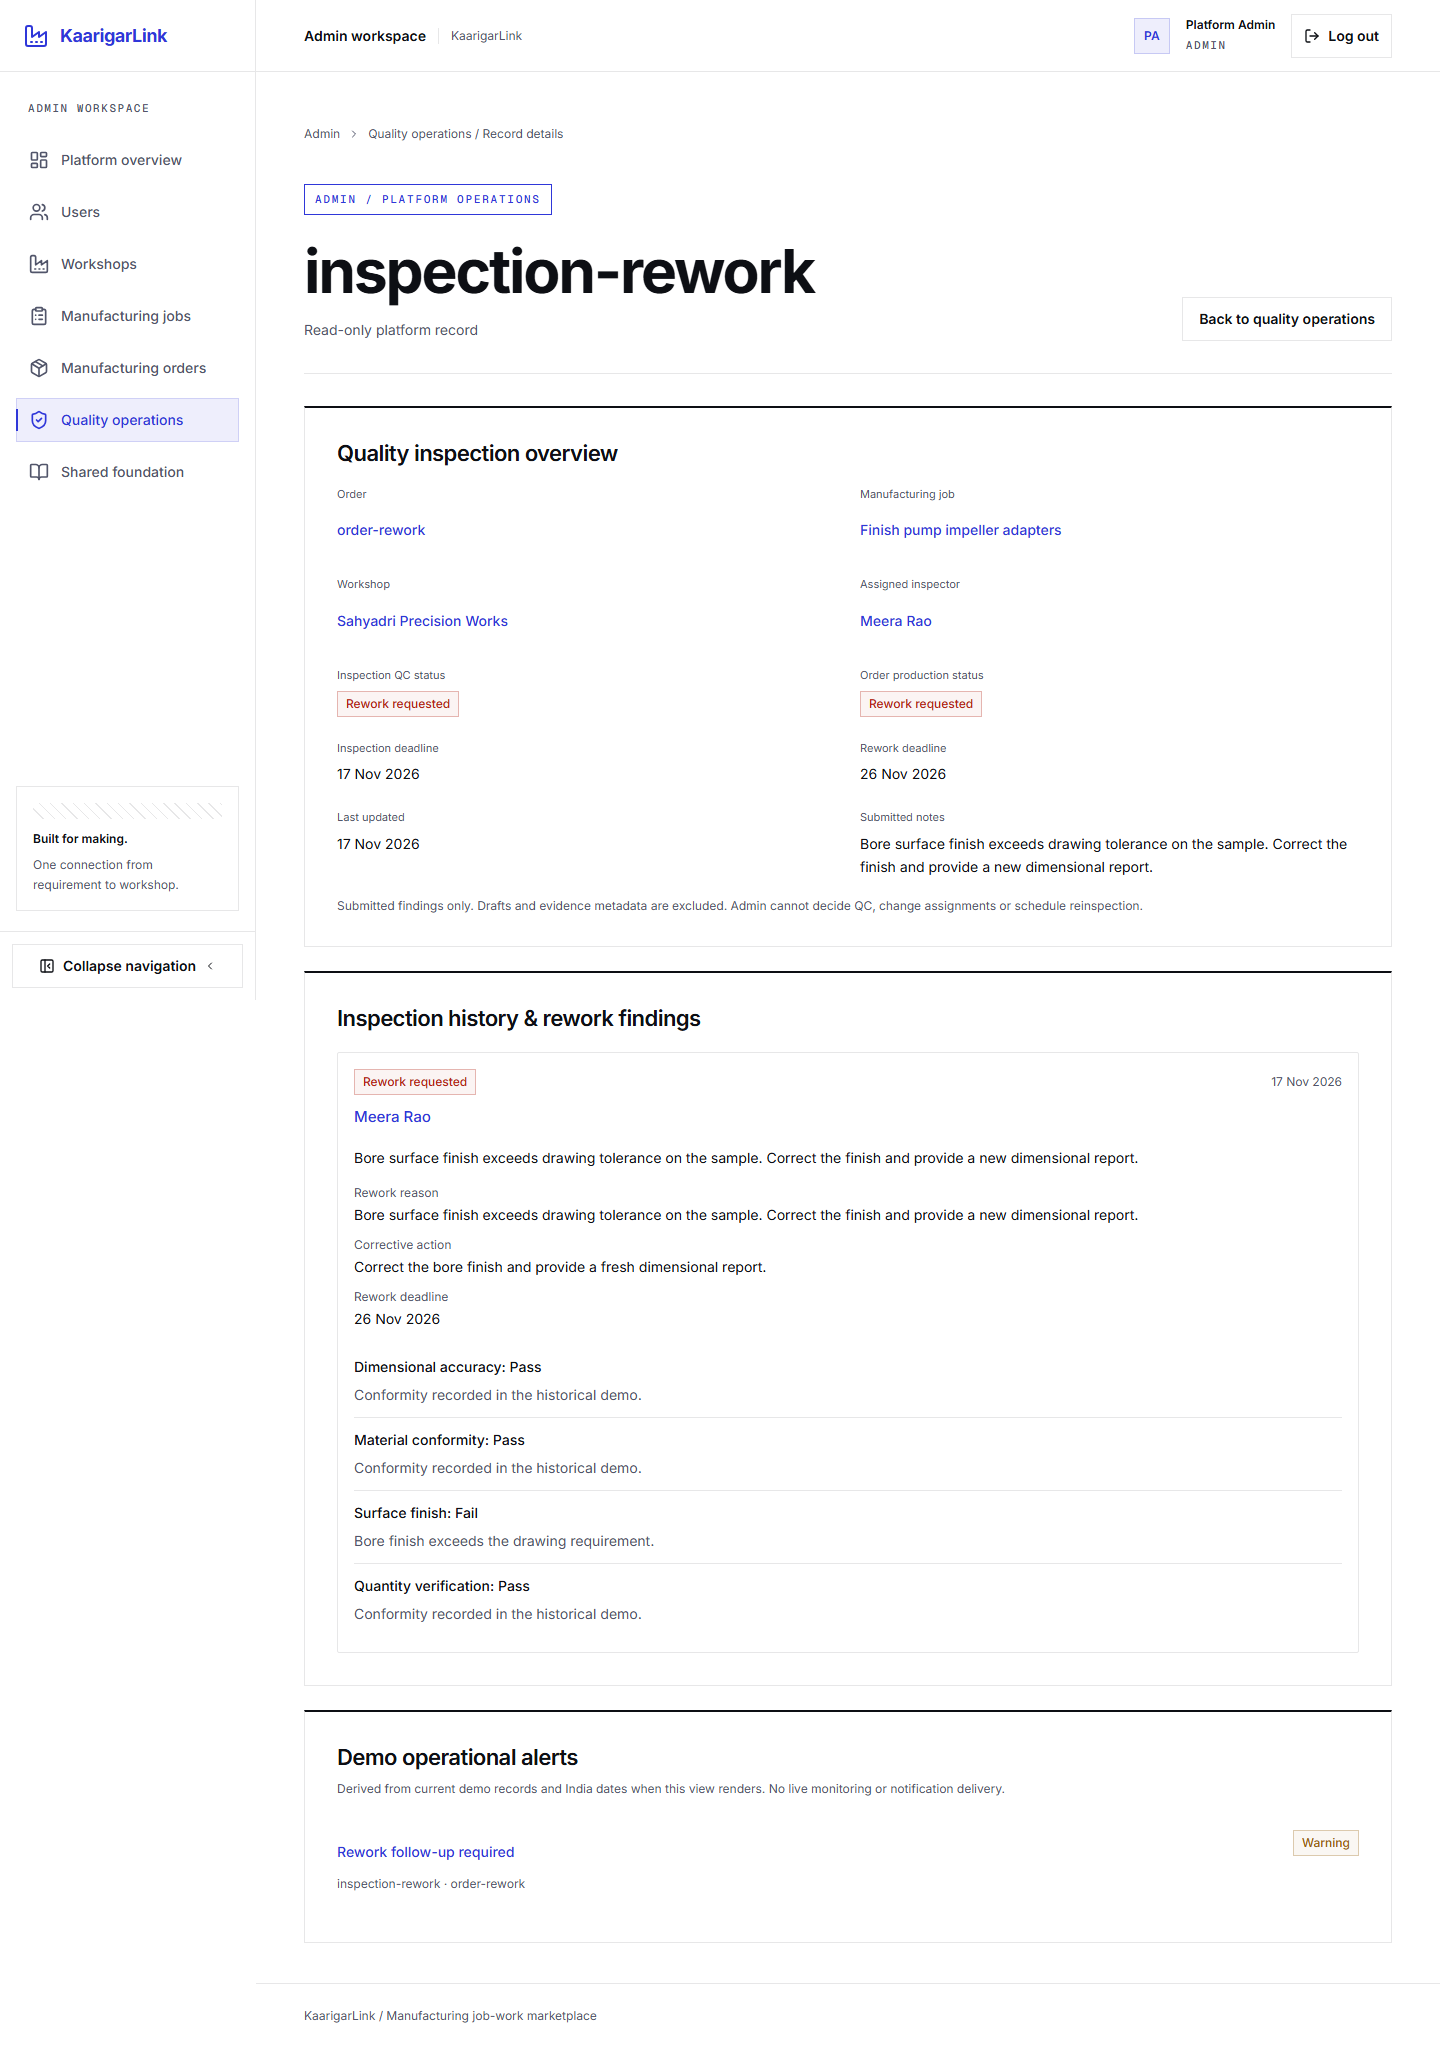 KaarigarLink
Admin workspace
KaarigarLink
PA
Platform Admin
ADMIN
Log out
ADMIN WORKSPACE
Platform overview
Users
Workshops
Manufacturing jobs
Manufacturing orders
Quality operations
Shared foundation
Built for making.
One connection from
requirement to workshop.
Collapse navigation
Admin > Quality operations / Record details
ADMIN / PLATFORM OPERATIONS
inspection-rework
Read-only platform record
Back to quality operations
Quality inspection overview
Order
order-rework
Manufacturing job
Finish pump impeller adapters
Workshop
Sahyadri Precision Works
Assigned inspector
Meera Rao
Inspection QC status
Rework requested
Order production status
Rework requested
Inspection deadline
17 Nov 2026
Rework deadline
26 Nov 2026
Last updated
17 Nov 2026
Submitted notes
Bore surface finish exceeds drawing tolerance on the sample. Correct the
finish and provide a new dimensional report.
Submitted findings only. Drafts and evidence metadata are excluded. Admin cannot decide QC, change assignments or schedule reinspection.
Inspection history & rework findings
Rework requested
17 Nov 2026
Meera Rao
Bore surface finish exceeds drawing tolerance on the sample. Correct the finish and provide a new dimensional report.
Rework reason
Bore surface finish exceeds drawing tolerance on the sample. Correct the finish and provide a new dimensional report.
Corrective action
Correct the bore finish and provide a fresh dimensional report.
Rework deadline
26 Nov 2026
Dimensional accuracy: Pass
Conformity recorded in the historical demo.
Material conformity: Pass
Conformity recorded in the historical demo.
Surface finish: Fail
Bore finish exceeds the drawing requirement.
Quantity verification: Pass
Conformity recorded in the historical demo.
Demo operational alerts
Derived from current demo records and India dates when this view renders. No live monitoring or notification delivery.
Rework follow-up required
Warning
inspection-rework · order-rework
KaarigarLink / Manufacturing job-work marketplace